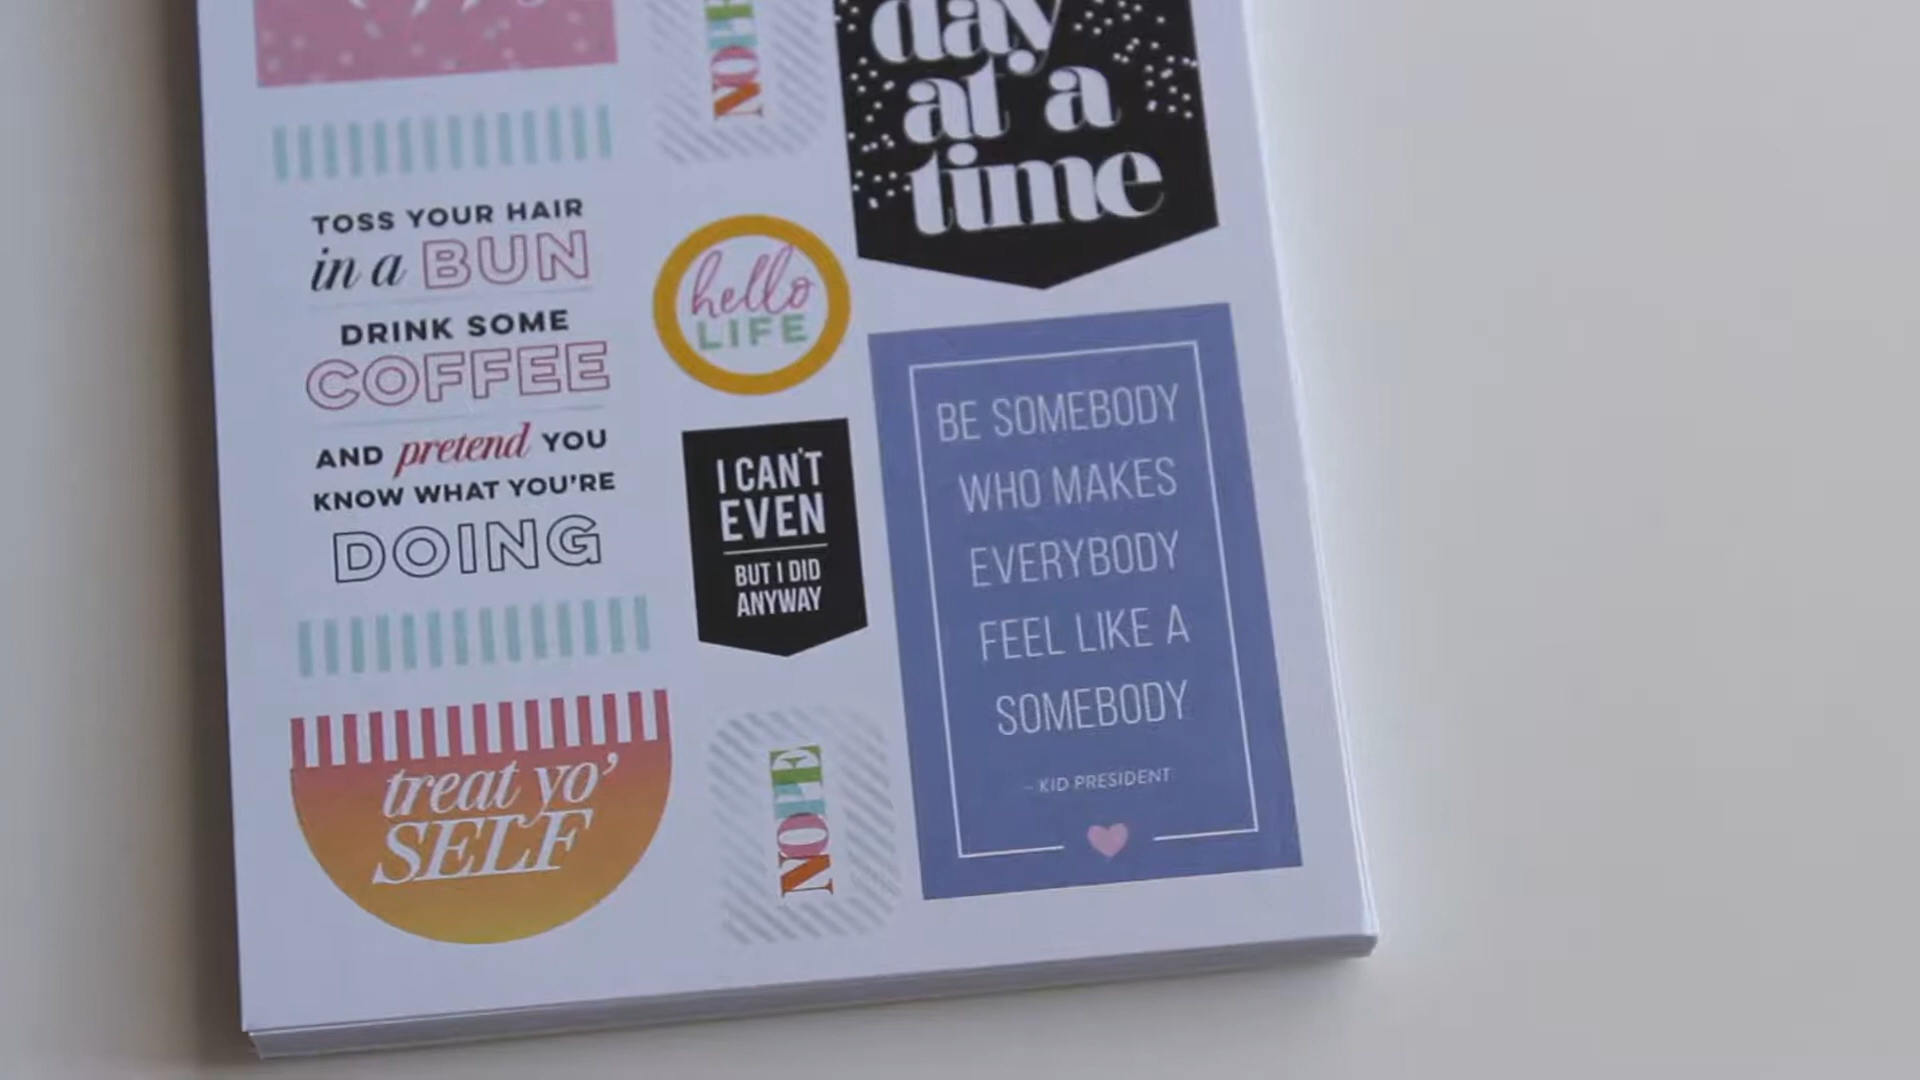 TOSS YOUR HAIR
in a BUN
DRINK SOME
COFFEE
AND pretend YOU
KNOW WHAT YOU'RE
DOING
treat yo'
SELF
NOPE
hello
LIFE
I CAN'T
EVEN
BUT I DID
ANYWAY
NOPE
day
at a
time
BE SOMEBODY
WHO MAKES
EVERYBODY
FEEL LIKE A
SOMEBODY
- KID PRESIDENT